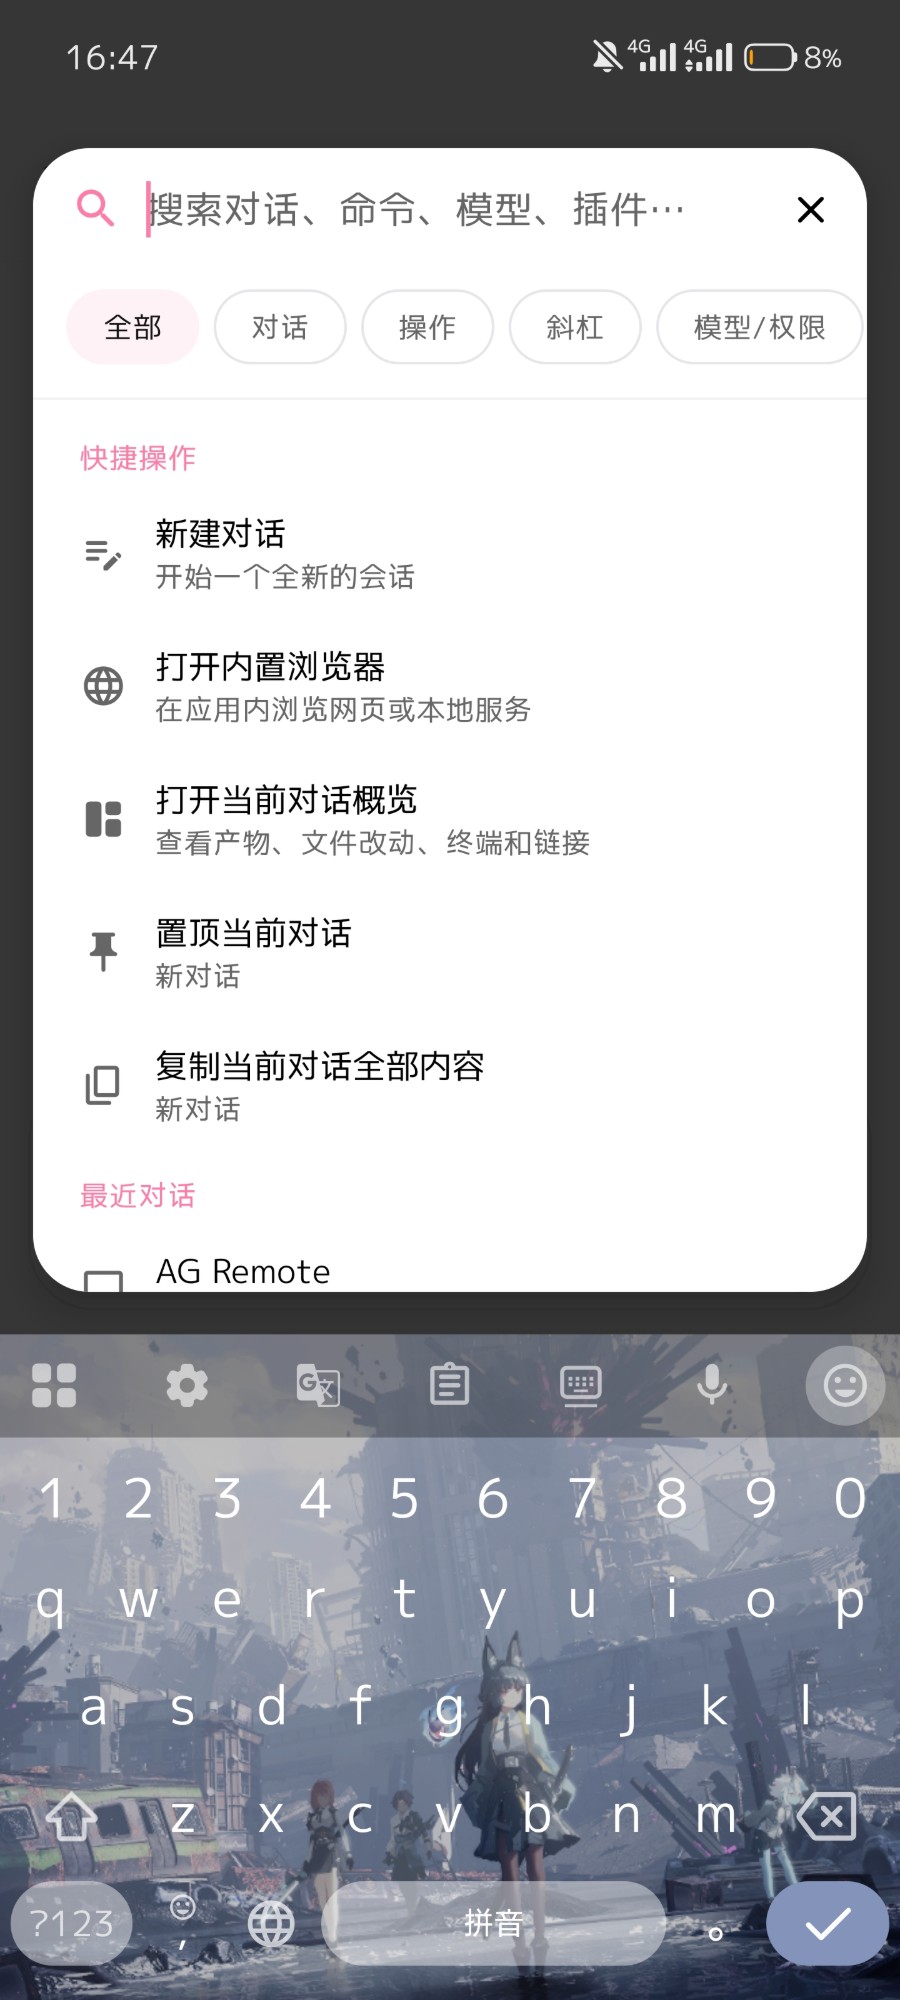 16:47
4G 4G 8%
搜索对话、命令、模型、插件…
全部 对话 操作 斜杠 模型/权限
快捷操作
新建对话
开始一个全新的会话
打开内置浏览器
在应用内浏览网页或本地服务
打开当前对话概览
查看产物、文件改动、终端和链接
置顶当前对话
新对话
复制当前对话全部内容
新对话
最近对话
AG Remote
G 文
1 2 3 4 5 6 7 8 9 0
q w e r t y u i o p
a s d f g h j k l
z x c v b n m
?123 , 拼音 。